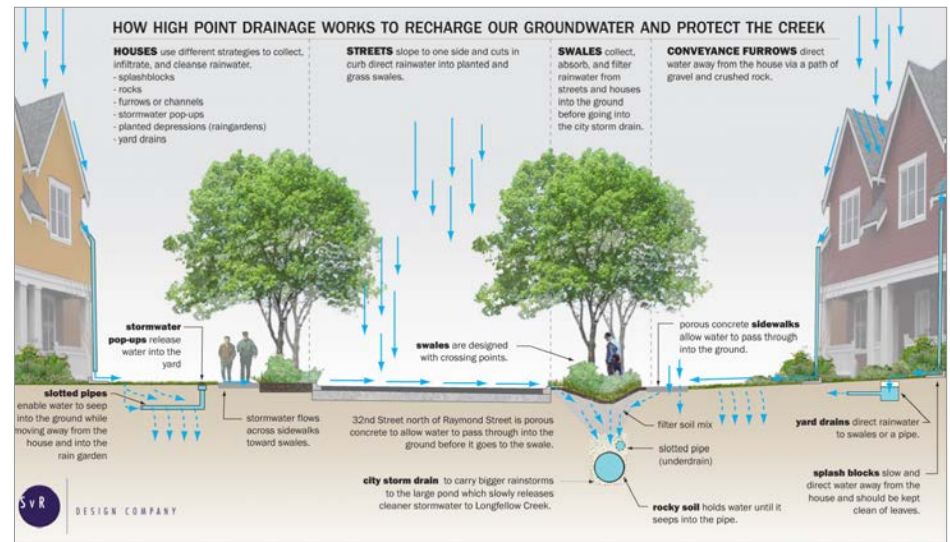 HOW HIGH POINT DRAINAGE WORKS TO RECHARGE OUR GROUNDWATER AND PROTECT THE CREEK
HOUSES use different strategies to collect,
infiltrate, and cleanse rainwater.
- splashblocks
- rocks
- furrows or channels
- stormwater pop-ups
- planted depressions (raingardens)
- yard drains
STREETS slope to one side and cuts in
curb direct rainwater into planted and
grass swales.
SWALES collect,
absorb, and filter
rainwater from
streets and houses
into the ground
before going into
the city storm drain.
CONVEYANCE FURROWS direct
water away from the house via a path of
gravel and crushed rock.
stormwater
pop-ups release
water into the
yard
swales are designed
with crossing points.
porous concrete sidewalks
allow water to pass through
into the ground.
slotted pipes
enable water to seep
into the ground while
moving away from the
house and into the
rain garden
stormwater flows
across sidewalks
toward swales.
32nd Street north of Raymond Street is porous
concrete to allow water to pass through into the
ground before it goes to the swale.
filter soil mix
slotted pipe
(underdrain)
yard drains direct rainwater
to swales or a pipe.
city storm drain to carry bigger rainstorms
to the large pond which slowly releases
cleaner stormwater to Longfellow Creek.
rocky soil holds water until it
seeps into the pipe.
splash blocks slow and
direct water away from the
house and should be kept
clean of leaves.
SvR
DESIGN COMPANY